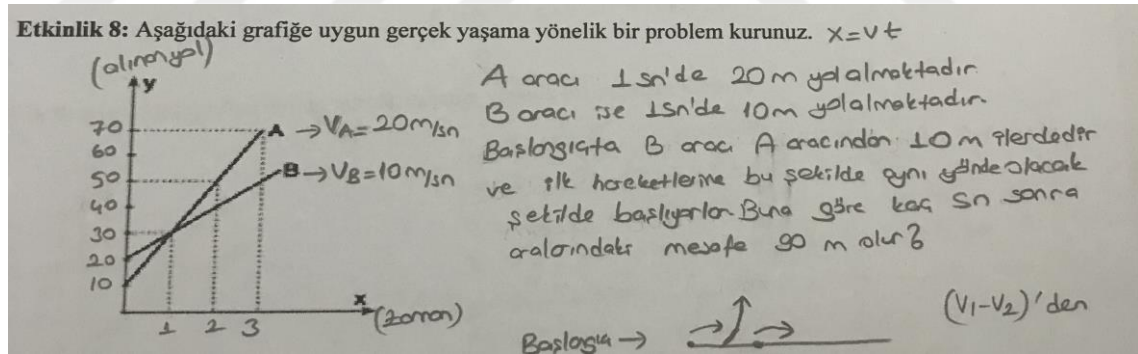 Etkinlik 8: Aşağıdaki grafiğe uygun gerçek yaşama yönelik bir problem kurunuz. x=vt
(alınan yol)
y
70
60
50
40
30
20
10
A → VA = 20m/sn
B → VB = 10m/sn
1 2 3
x
(zaman)
A aracı 1sn'de 20m yol almaktadır
B aracı ise 1sn'de 10m yol almaktadır.
Başlangıçta B aracı A aracından 10m ilerdedir
ve ilk hareketlerine bu şekilde aynı yönde olacak
şekilde başlıyorlar. Buna göre kaç sn sonra
aralarındaki mesafe 90 m olur?
(V1-V2)'den
Başlangıç →